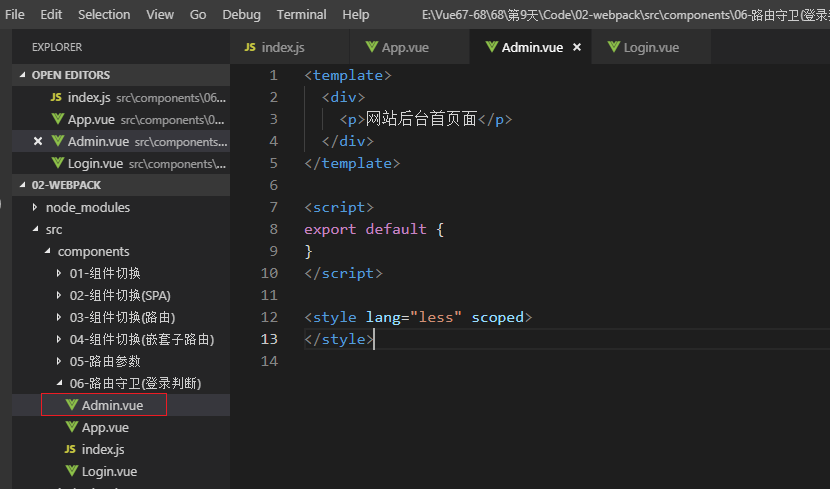 File Edit Selection View Go Debug Terminal Help E:\Vue67-68\68\第9天\Code\02-webpack\src\components\06-路由守卫(登录判
EXPLORER
OPEN EDITORS
JS index.js src\components\06...
App.vue src\components\0...
Admin.vue src\components...
Login.vue src\components\...
02-WEBPACK
node_modules
src
components
01-组件切换
02-组件切换(SPA)
03-组件切换(路由)
04-组件切换(嵌套子路由)
05-路由参数
06-路由守卫(登录判断)
Admin.vue
App.vue
JS index.js
Login.vue
JS index.js App.vue Admin.vue Login.vue
1 <template>
2 <div>
3 <p>网站后台首页面</p>
4 </div>
5 </template>
6
7 <script>
8 export default {
9 }
10 </script>
11
12 <style lang="less" scoped>
13 </style>
14